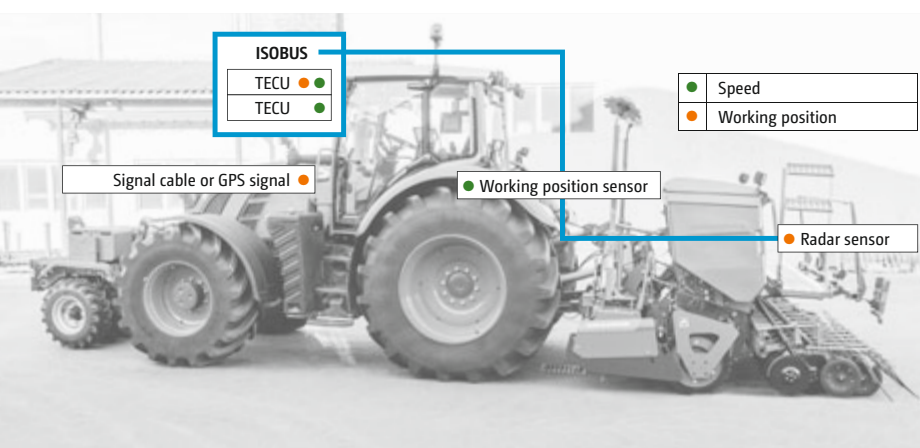 ISOBUS
TECU
TECU
Speed
Working position
Signal cable or GPS signal
Working position sensor
Radar sensor